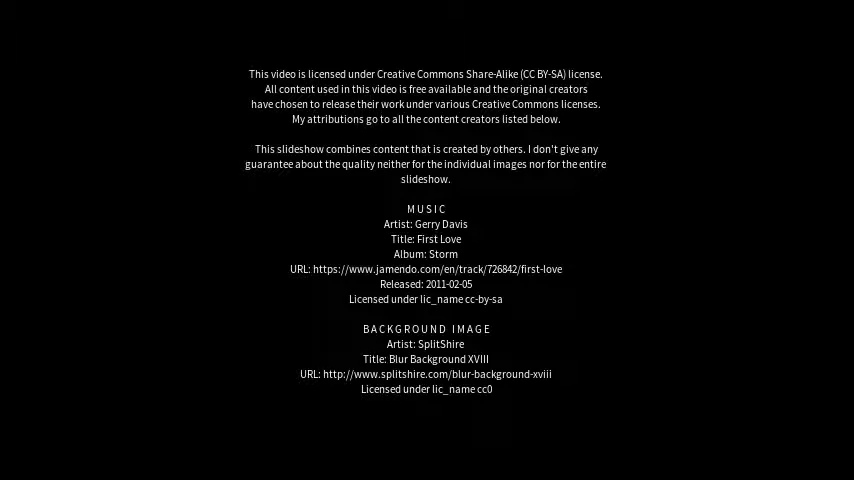 This video is licensed under Creative Commons Share-Alike (CC BY-SA) license.
All content used in this video is free available and the original creators
have chosen to release their work under various Creative Commons licenses.
My attributions go to all the content creators listed below.
This slideshow combines content that is created by others. I don't give any
guarantee about the quality neither for the individual images nor for the entire
slideshow.
M U S I C
Artist: Gerry Davis
Title: First Love
Album: Storm
URL: https://www.jamendo.com/en/track/726842/first-love
Released: 2011-02-05
Licensed under lic_name cc-by-sa
B A C K G R O U N D   I M A G E
Artist: SplitShire
Title: Blur Background XVIII
URL: http://www.splitshire.com/blur-background-xviii
Licensed under lic_name cc0